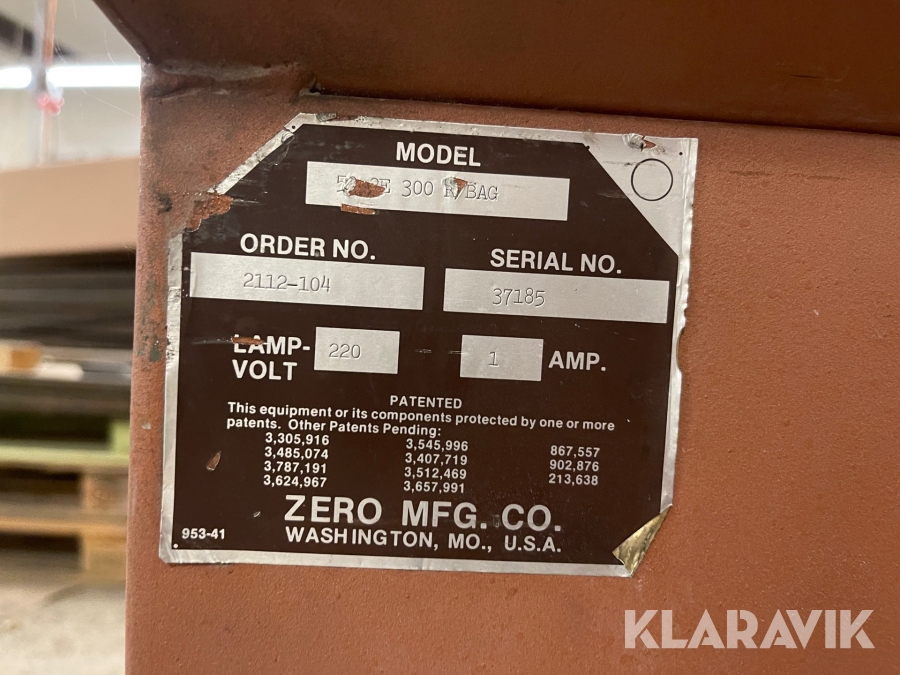 MODEL
300 R/BAG
ORDER NO.
SERIAL NO.
2112-104
37185
LAMP-
VOLT
220
1
AMP.
PATENTED
This equipment or its components protected by one or more
patents. Other Patents Pending:
3,305,916 3,545,996 867,557
3,485,074 3,407,719 902,876
3,787,191 3,512,469 213,638
3,624,967 3,657,991
ZERO MFG. CO.
953-41
WASHINGTON, MO., U.S.A.
KLARAVIK